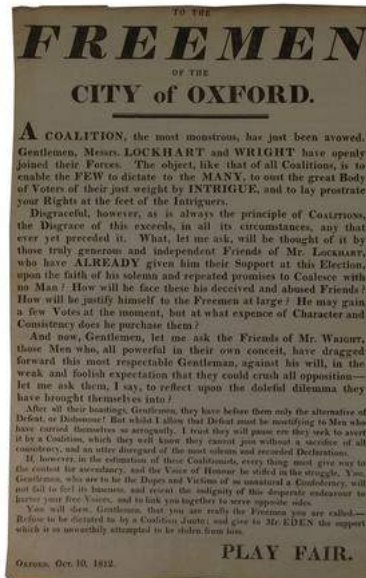 TO THE
FREEMEN
OF THE
CITY of OXFORD.
A COALITION, the most monstrous, has just been avowed.
Gentlemen, Messrs. LOCKHART and WRIGHT have openly
joined their Forces. The object, like that of all Coalitions, is to
enable the FEW to dictate to the MANY, to oust the great Body
of Voters of their just weight by INTRIGUE, and to lay prostrate
your Rights at the feet of the Intriguers.
Disgraceful, however, as is always the principle of COALITIONS,
the Disgrace of this exceeds, in all its circumstances, any that
ever yet preceded it. What, let me ask, will be thought of it by
those truly generous and independent Friends of Mr. LOCKHART,
who have ALREADY given him their Support at this Election,
upon the faith of his solemn and repeated promises to Coalesce with
no Man? How will he face these his deceived and abused Friends?
How will he justify himself to the Freemen at large? He may gain
a few Votes at the moment, but at what expence of Character and
Consistency does he purchase them?
And now, Gentlemen, let me ask the Friends of Mr. WRIGHT,
those Men who, all powerful in their own conceit, have dragged
forward this most respectable Gentleman, against his will, in the
weak and foolish expectation that they could crush all opposition—
let me ask them, I say, to reflect upon the doleful dilemma they
have brought themselves into?
After all their boastings, Gentlemen, they have before them only the alternative of
Defeat, or Dishonour! But whilst I allow that Defeat must be mortifying to Men who
have carried themselves so arrogantly, I trust they will pause ere they seek to avert
it by a Coalition, which they well know they cannot join without a sacrifice of all
consistency, and an utter disregard of the most solemn and recorded Declarations.
If, however, in the estimation of these Coalitionists, every thing must give way to
the contest for ascendancy, and the Voice of Honour be stifled in the struggle, You,
Gentlemen, who are to be the Dupes and Victims of so unnatural a Confederacy, will
not fail to feel its baseness, and resent the indignity of this desperate endeavour to
barter your free Voices, and to link you together to serve opposite sides.
You will shew, Gentlemen, that you are really the Freemen you are called.—
Refuse to be dictated to by a Coalition Junto; and give to Mr. EDEN the support
which is so unworthily attempted to be stolen from him.
PLAY FAIR.
OXFORD, Oct. 10, 1812.